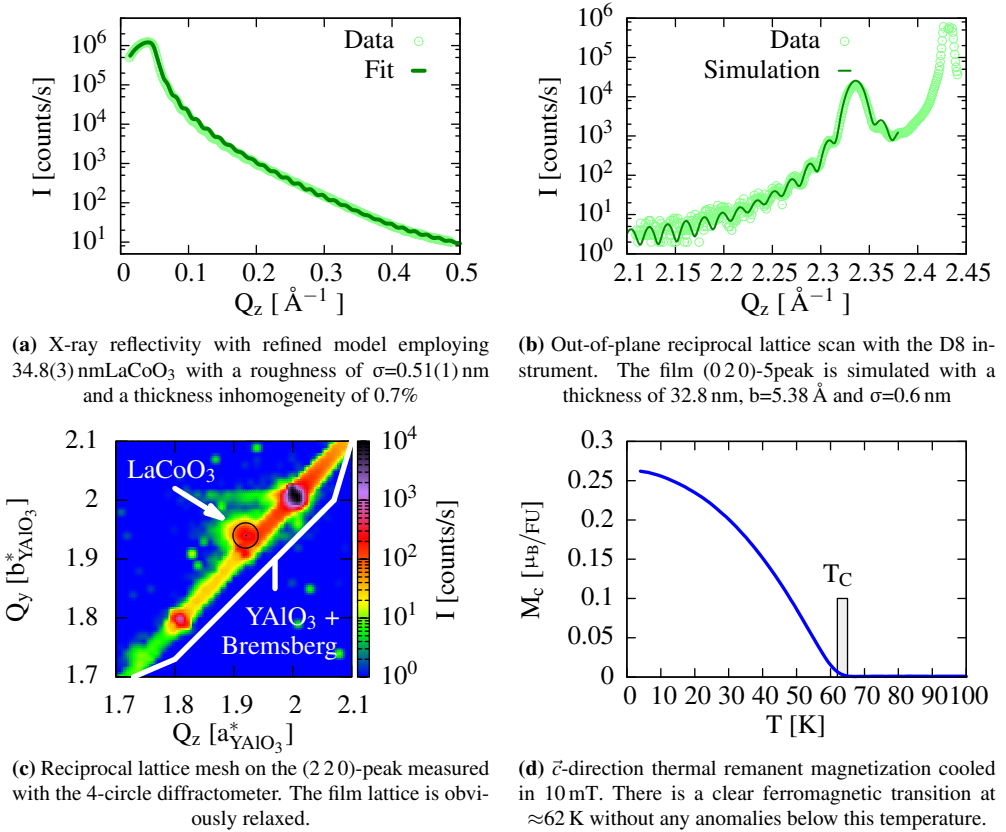 I [counts/s]
10^6
10^5
10^4
10^3
10^2
10^1
Data
Fit
0 0.1 0.2 0.3 0.4 0.5
Q_z [ Å^−1 ]
(a) X-ray reflectivity with refined model employing
34.8(3) nmLaCoO_3 with a roughness of σ=0.51(1) nm
and a thickness inhomogeneity of 0.7%
I [counts/s]
10^6
10^5
10^4
10^3
10^2
10^1
10^0
Data
Simulation
2.1 2.15 2.2 2.25 2.3 2.35 2.4 2.45
Q_z [ Å^−1 ]
(b) Out-of-plane reciprocal lattice scan with the D8 in-
strument. The film (0 2 0)-5peak is simulated with a
thickness of 32.8 nm, b=5.38 Å and σ=0.6 nm
Q_y [b*_YAlO_3]
2.1
2
1.9
1.8
1.7
LaCoO_3
YAlO_3 +
Bremsberg
1.7 1.8 1.9 2 2.1
Q_z [a*_YAlO_3]
10^4
10^3
10^2
10^1
10^0
I [counts/s]
(c) Reciprocal lattice mesh on the (2 2 0)-peak measured
with the 4-circle diffractometer. The film lattice is obvi-
ously relaxed.
M_c [μ_B/FU]
0.3
0.25
0.2
0.15
0.1
0.05
0
T_C
0 10 20 30 40 50 60 70 80 90 100
T [K]
(d) c⃗-direction thermal remanent magnetization cooled
in 10 mT. There is a clear ferromagnetic transition at
≈62 K without any anomalies below this temperature.